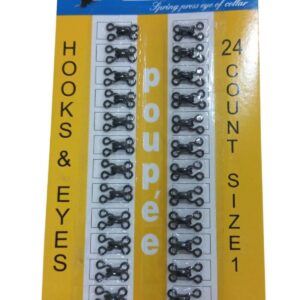 Spring press eye of collar
HOOKS & EYES
poupée
24 COUNT SIZE 1